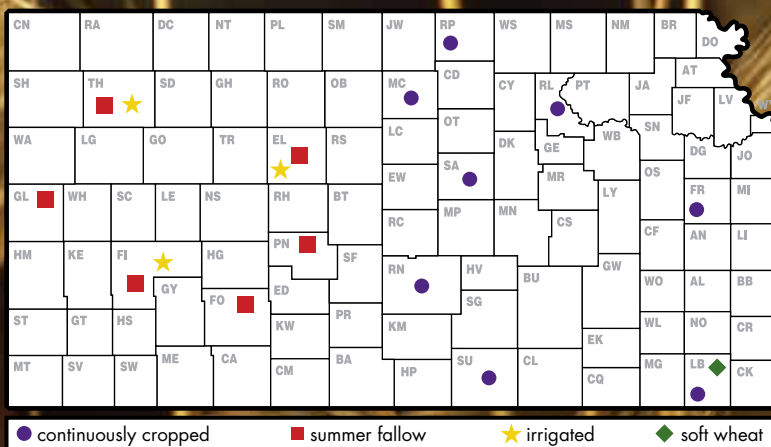 CN RA DC NT PL SM JW RP WS MS NM BR DO
SH TH SD GH RO OB MC CD CY RL PT JA AT
JF LV
WA LG GO TR EL RS LC OT DK GE WB SN DG JO
EW SA MR OS
GL WH SC LE NS RH BT RC MP MN CS LY FR MI
HM KE FI HG PN SF RN HV BU GW CF AN LI
GY FO ED SG WO AL BB
ST GT HS KW PR KM EK WL NO CR
MT SV SW ME CA CM BA HP SU CL CQ MG LB CK
continuously cropped summer fallow irrigated soft wheat